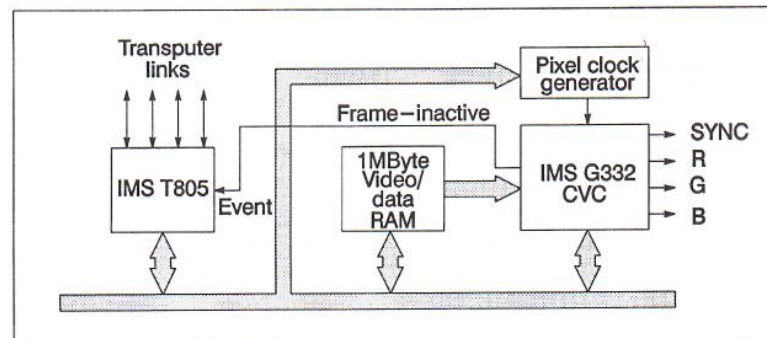 Transputer
links
Pixel clock
generator
Frame-inactive
SYNC
R
G
B
IMS T805
Event
1MByte
Video/
data
RAM
IMS G332
CVC